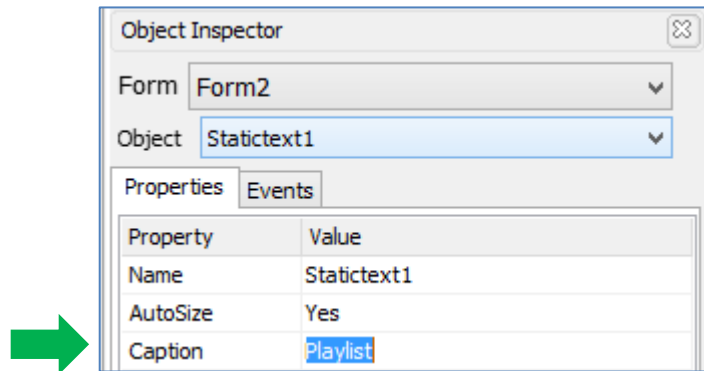 Object Inspector
Form Form2
Object Statictext1
Properties Events
Property Value
Name Statictext1
AutoSize Yes
Caption Playlist